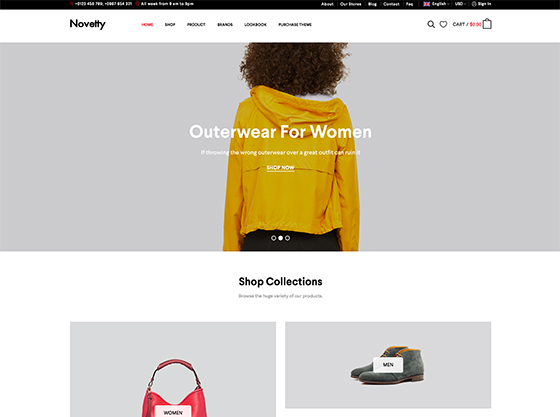 +0123 456 789, +0987 654 321 All week from 9 am to 9pm About Our Stores Blog Contact Faq English USD Sign In
Novetty HOME SHOP PRODUCT BRANDS LOOKBOOK PURCHASE THEME CART / $0.00
Outerwear For Women
If throwing the wrong outerwear over a great outfit can ruin it
SHOP NOW
Shop Collections
Browse the huge variety of our products
MEN
WOMEN